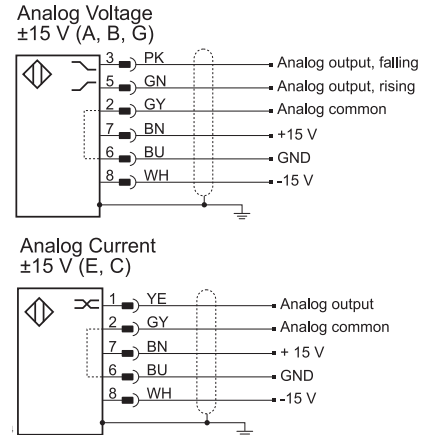 Analog Voltage
±15 V (A, B, G)
3 PK Analog output, falling
5 GN Analog output, rising
2 GY Analog common
7 BN +15 V
6 BU GND
8 WH -15 V
Analog Current
±15 V (E, C)
1 YE Analog output
2 GY Analog common
7 BN + 15 V
6 BU GND
8 WH -15 V